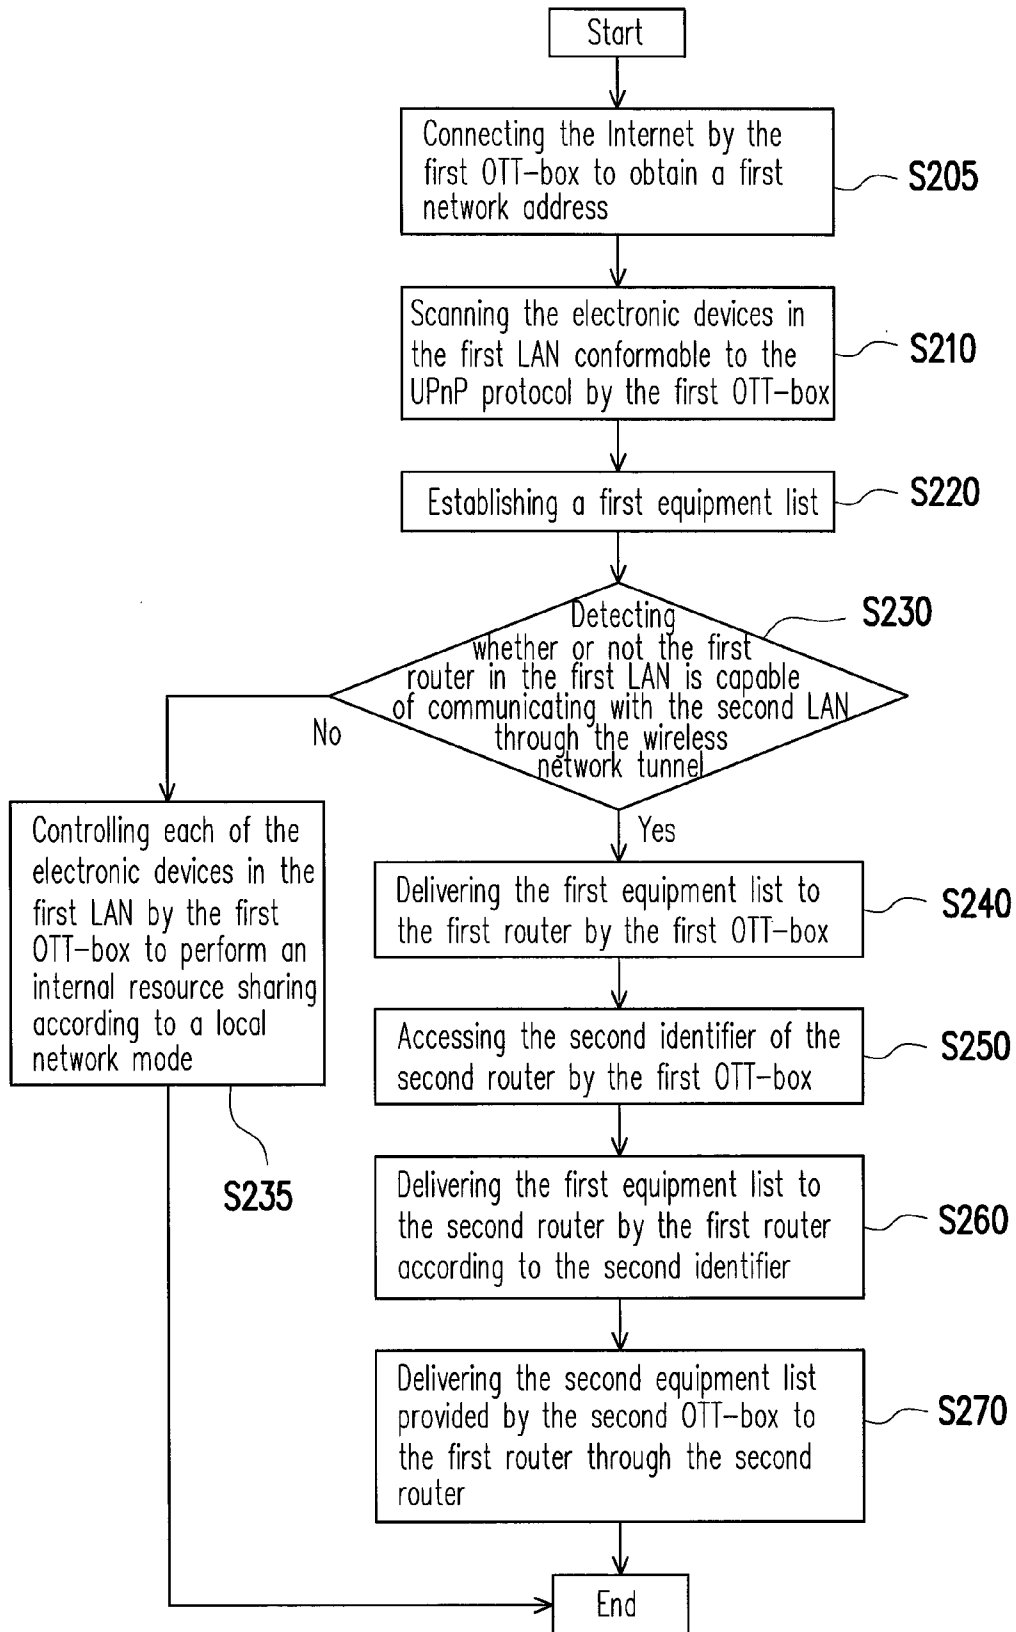 Start
Connecting the Internet by the
first OTT-box to obtain a first
network address
S205
Scanning the electronic devices in
the first LAN conformable to the
UPnP protocol by the first OTT-box
S210
Establishing a first equipment list
S220
Detecting
whether or not the first
router in the first LAN is capable
of communicating with the second LAN
through the wireless
network tunnel
S230
No
Yes
Controlling each of the
electronic devices in the
first LAN by the first
OTT-box to perform an
internal resource sharing
according to a local
network mode
S235
Delivering the first equipment list to
the first router by the first OTT-box
S240
Accessing the second identifier of the
second router by the first OTT-box
S250
Delivering the first equipment list to
the second router by the first router
according to the second identifier
S260
Delivering the second equipment list
provided by the second OTT-box to
the first router through the second
router
S270
End